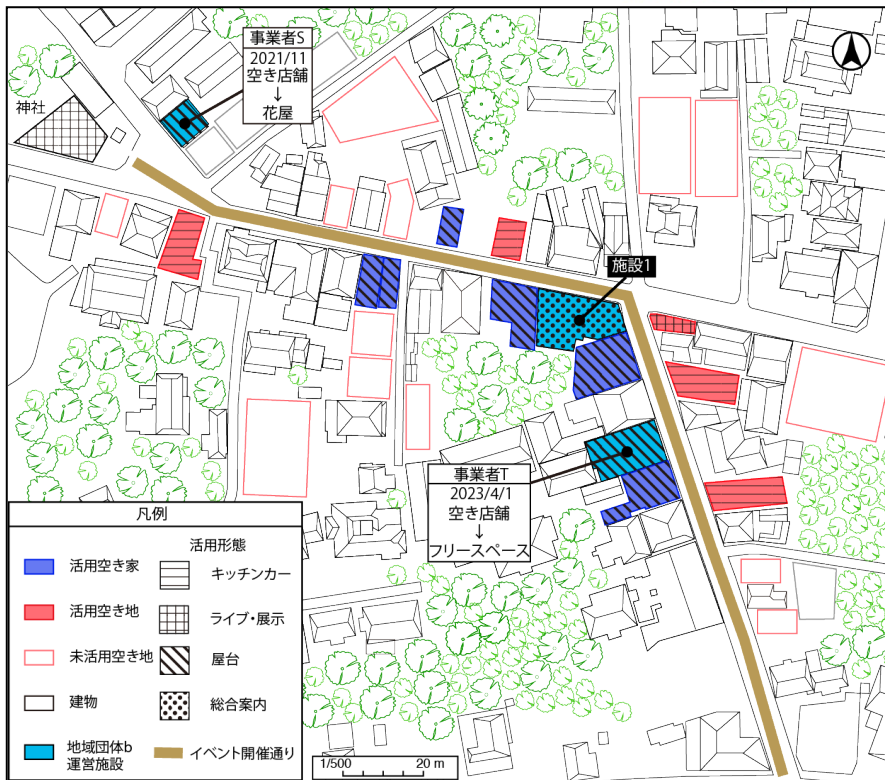 事業者S
2021/11
空き店舗
↓
花屋
神社
施設1
事業者T
2023/4/1
空き店舗
↓
フリースペース
凡例
活用形態
活用空き家
キッチンカー
活用空き地
ライブ・展示
未活用空き地
屋台
建物
総合案内
地域団体b
運営施設
イベント開催通り
1/500
20 m